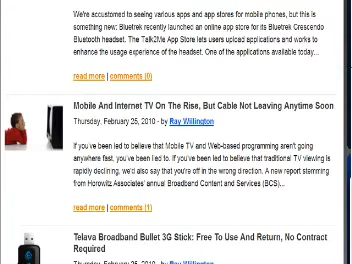 We're accustomed to seeing various apps and app stores for mobile phones, but this is
something new: Bluetrek recently launched an online app store for its Bluetrek Crescendo
Bluetooth headset. The Talk2Me App Store lets users upload applications and works to
enhance the usage experience of the headset. One of the applications available today...
read more | comments (0)
Mobile And Internet TV On The Rise, But Cable Not Leaving Anytime Soon
Thursday, February 25, 2010 - by Ray Willington
If you've been led to believe that Mobile TV and Web-based programming aren't going
anywhere fast, you've been led to. If you've been led to believe that traditional TV viewing is
rapidly declining, we'd also say that you're off in the wrong direction. A new report stemming
from Horowitz Associates' annual Broadband Content and Services (BCS)...
read more | comments (1)
Telava Broadband Bullet 3G Stick: Free To Use And Return, No Contract
Required
Thursday, February 25, 2010 - by Ray Willington